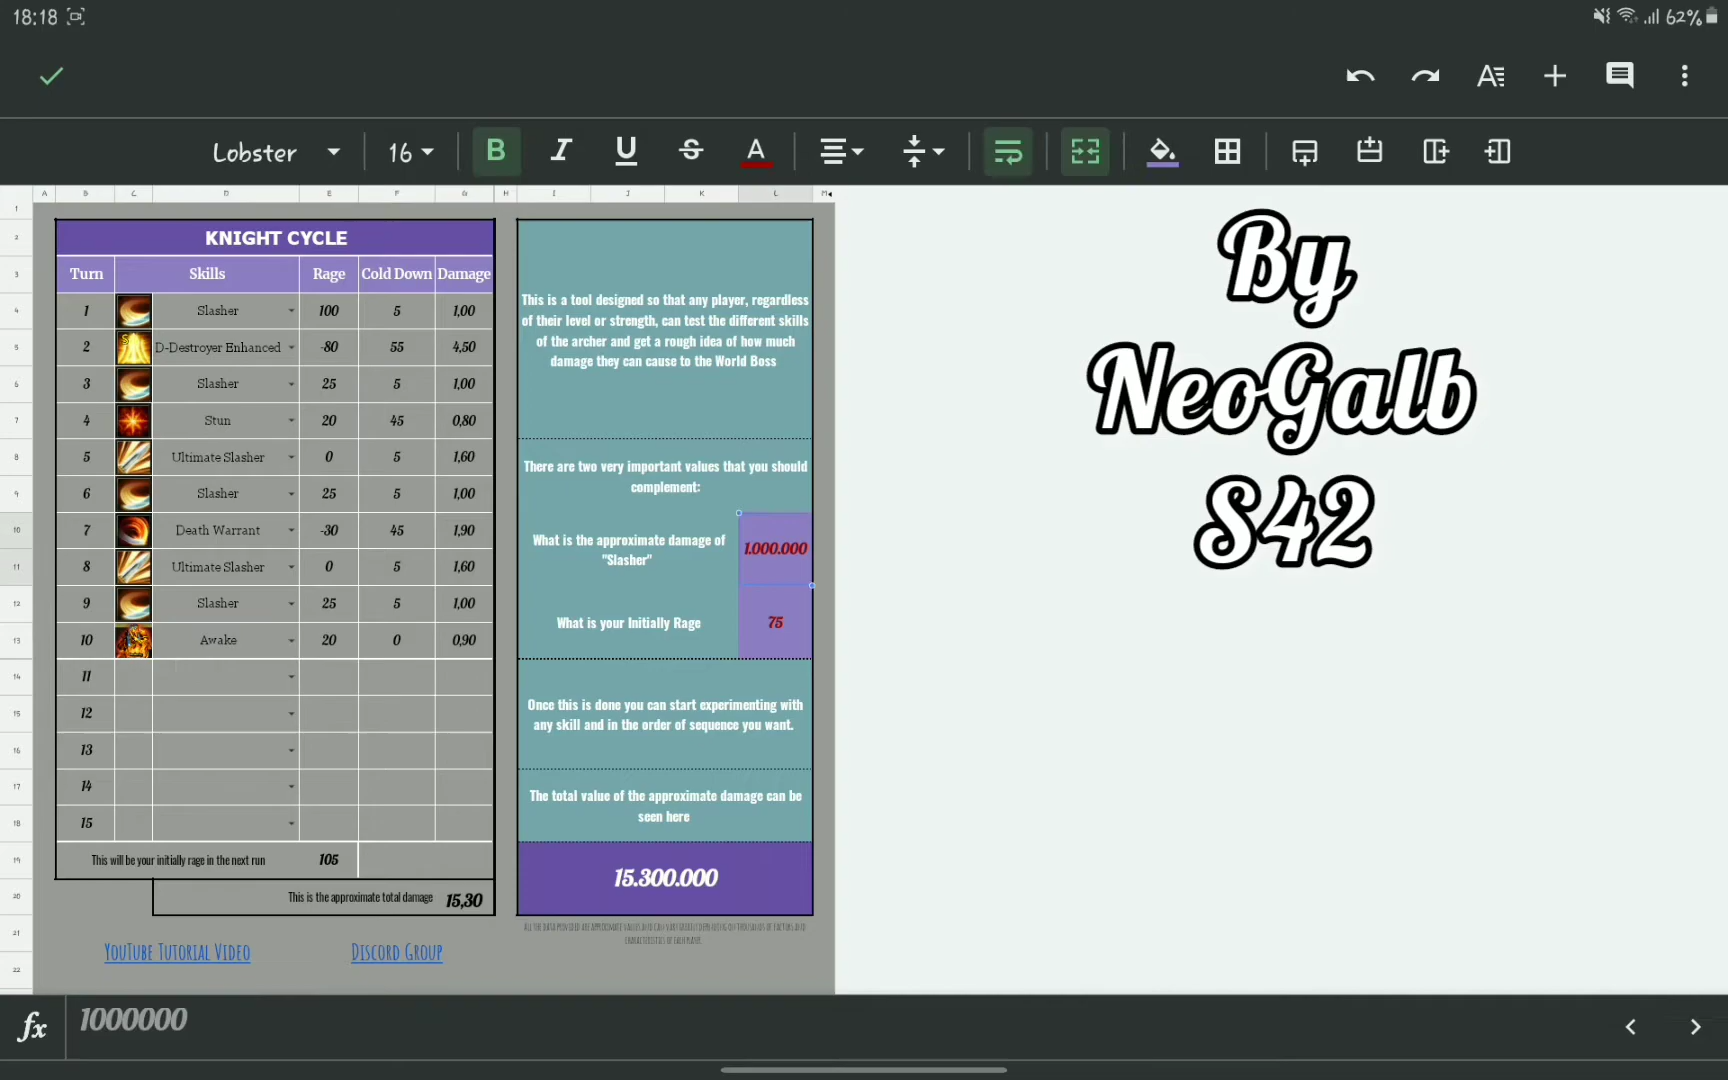 18:18
62%
Lobster
16
B
I
U
S
A
A B C D E F G H I J K L M
KNIGHT CYCLE
Turn Skills Rage Cold Down Damage
1 Slasher 100 5 1,00
2 D-Destroyer Enhanced -80 55 4,50
3 Slasher 25 5 1,00
4 Stun 20 45 0,80
5 Ultimate Slasher 0 5 1,60
6 Slasher 25 5 1,00
7 Death Warrant -30 45 1,90
8 Ultimate Slasher 0 5 1,60
9 Slasher 25 5 1,00
10 Awake 20 0 0,90
11
12
13
14
15
This will be your initially rage in the next run 105
This is the approximate total damage 15,30
YouTube Tutorial Video
Discord Group
This is a tool designed so that any player, regardless
of their level or strength, can test the different skills
of the archer and get a rough idea of how much
damage they can cause to the World Boss
There are two very important values that you should
complement:
What is the approximate damage of
"Slasher"
1.000.000
What is your Initially Rage
75
Once this is done you can start experimenting with
any skill and in the order of sequence you want.
The total value of the approximate damage can be
seen here
15.300.000
By
NeoGalb
S42
fx 1000000